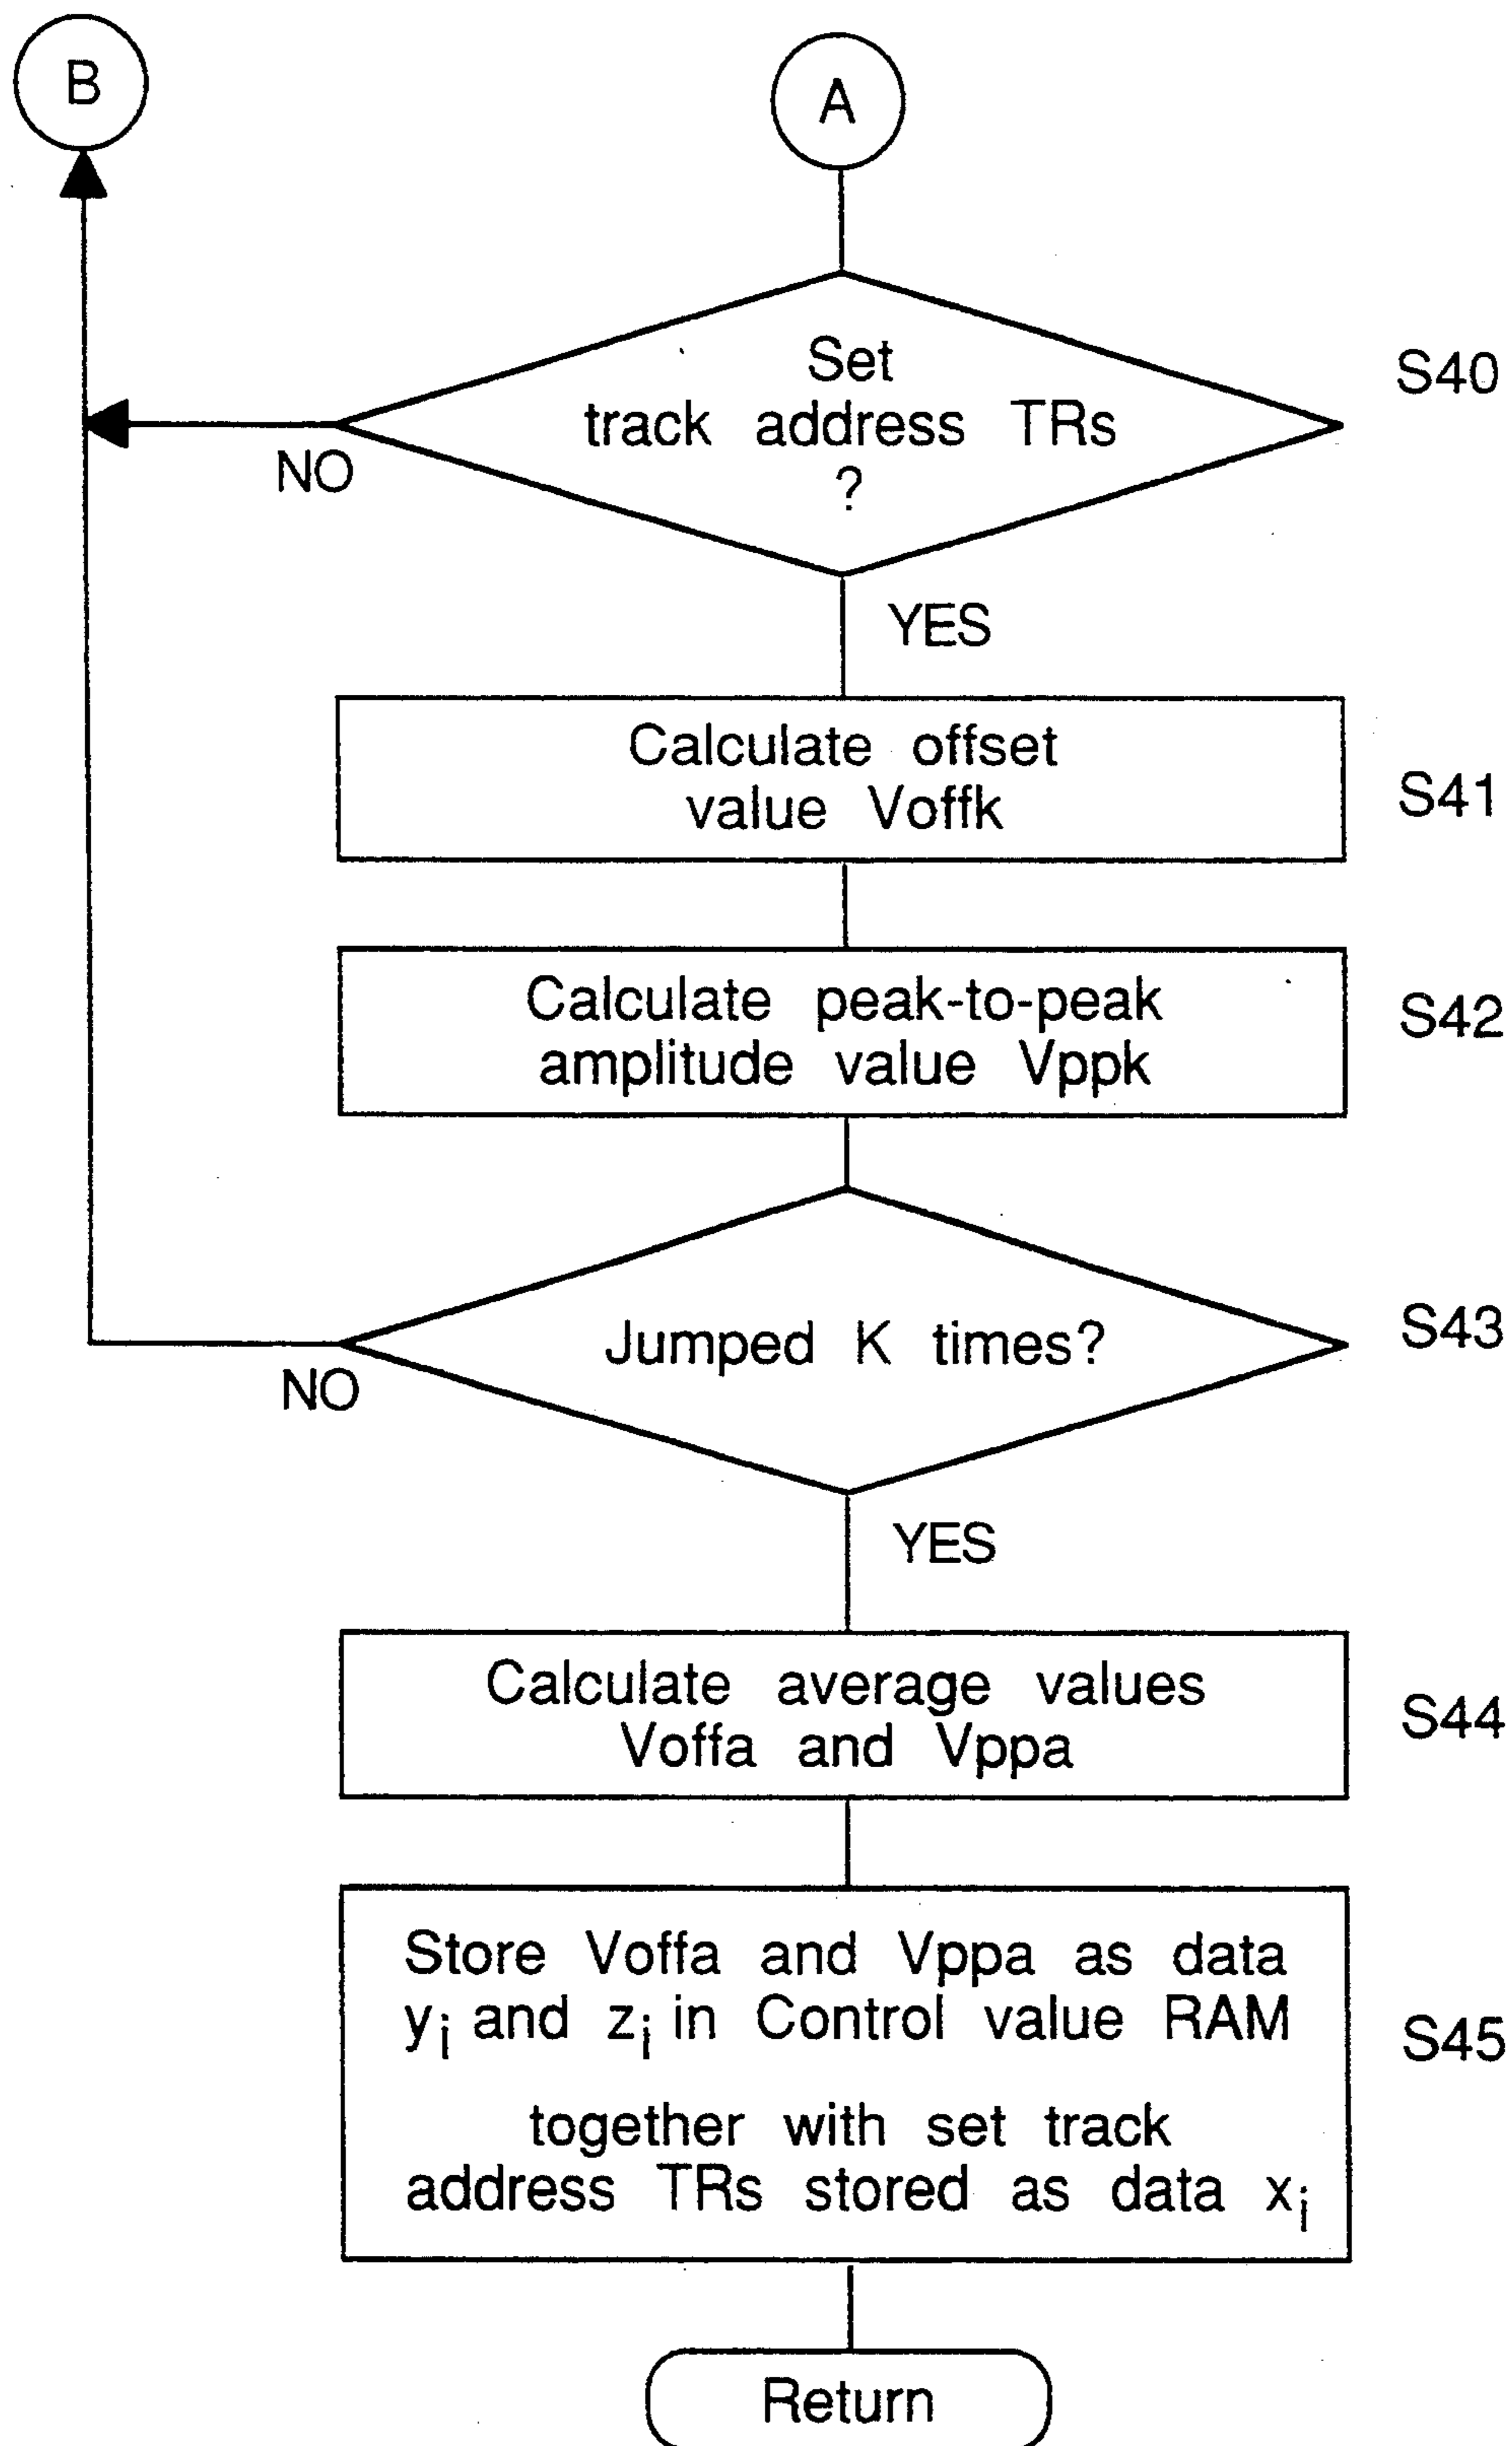 B
A
Set
track address TRs
?
S40
NO
YES
Calculate offset
value Voffk
S41
Calculate peak-to-peak
amplitude value Vppk
S42
Jumped K times?
S43
NO
YES
Calculate average values
Voffa and Vppa
S44
Store Voffa and Vppa as data
yi and zi in Control value RAM
together with set track
address TRs stored as data xi
S45
Return